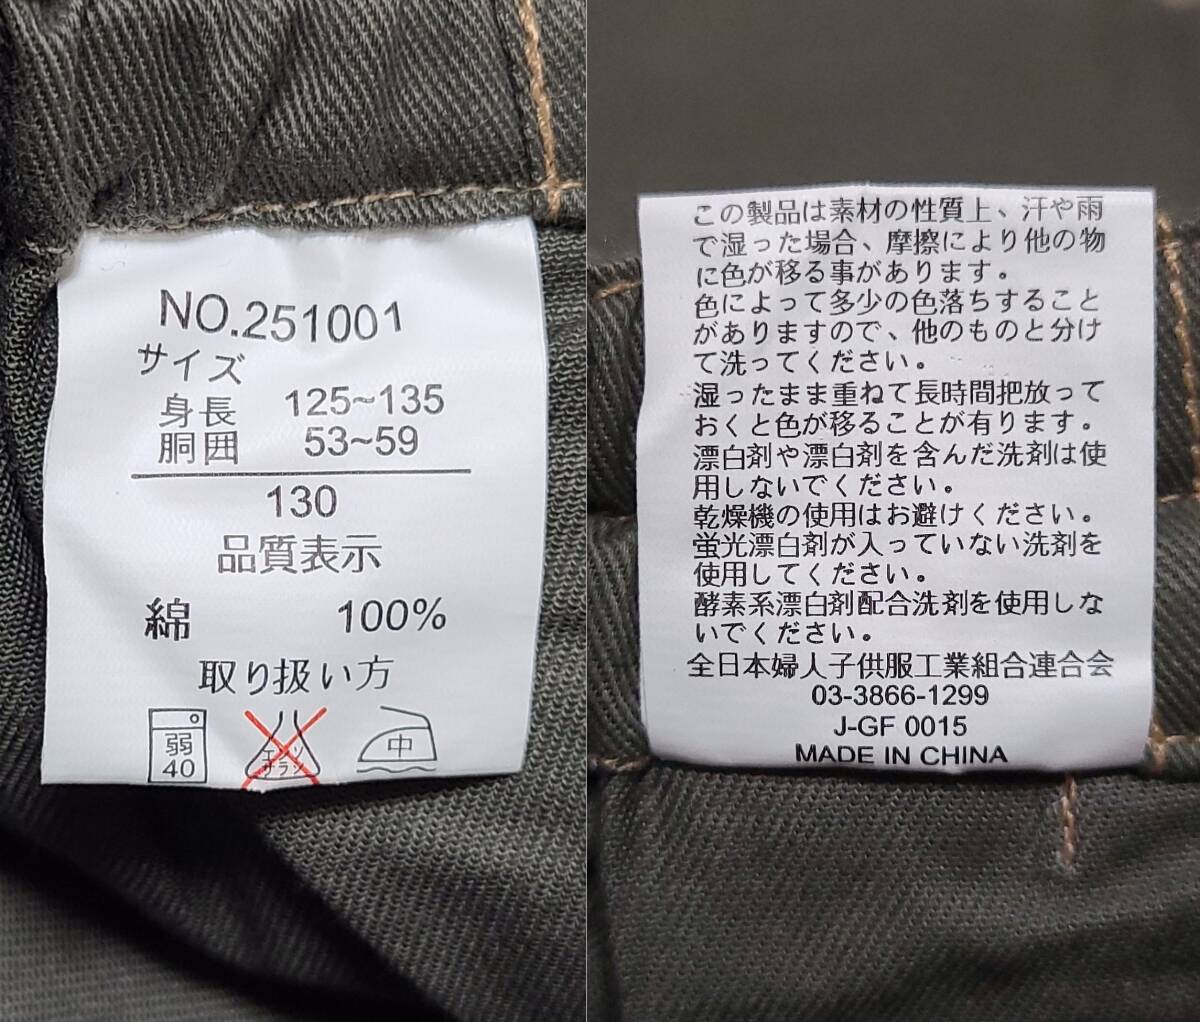 NO.251001
サイズ
身長 125~135
胴囲 53~59
130
品質表示
綿 100%
取り扱い方
弱
40
エンソ
サラシ
中
この製品は素材の性質上、汗や雨
で湿った場合、摩擦により他の物
に色が移る事があります。
色によって多少の色落ちすること
がありますので、他のものと分け
て洗ってください。
湿ったまま重ねて長時間把放って
おくと色が移ることが有ります。
漂白剤や漂白剤を含んだ洗剤は使
用しないでください。
乾燥機の使用はお避けください。
蛍光漂白剤が入っていない洗剤を
使用してください。
酵素系漂白剤配合洗剤を使用しな
いでください。
全日本婦人子供服工業組合連合会
03-3866-1299
J-GF 0015
MADE IN CHINA